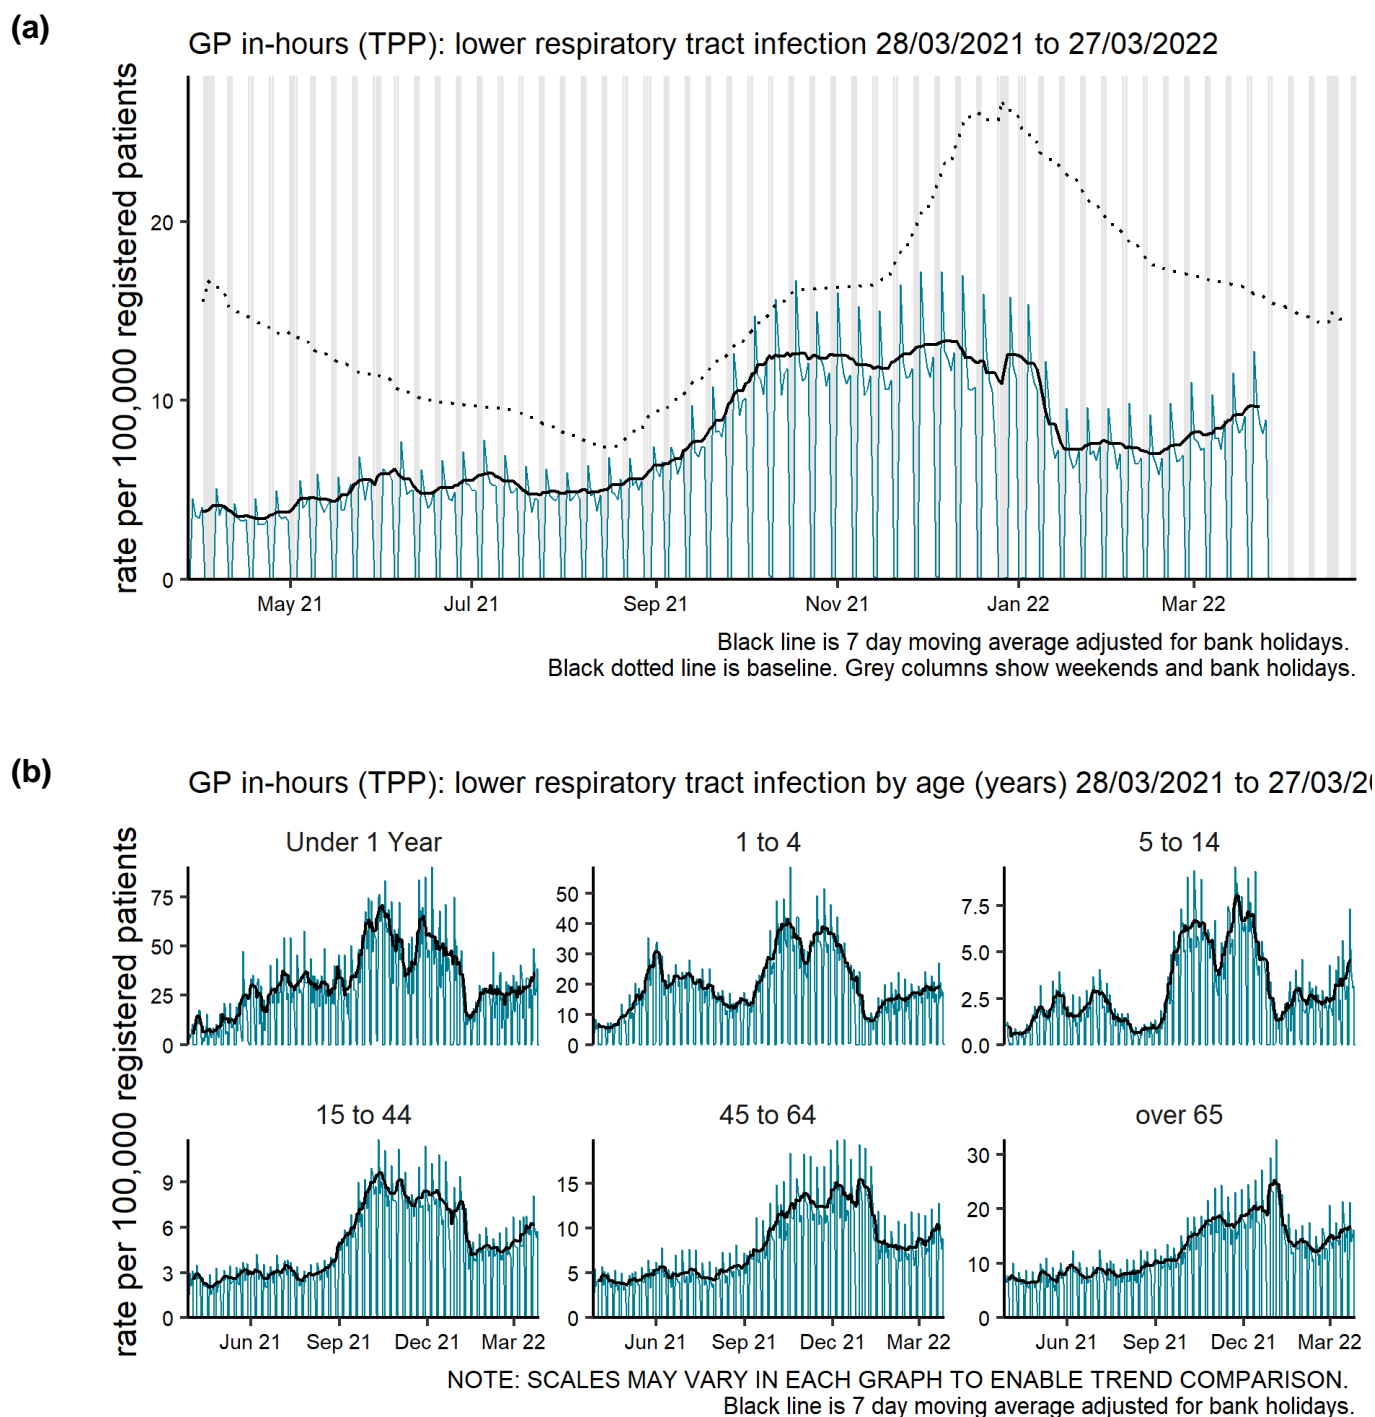 (a)
GP in-hours (TPP): lower respiratory tract infection 28/03/2021 to 27/03/2022
rate per 100,000 registered patients
20
10
0
May 21 Jul 21 Sep 21 Nov 21 Jan 22 Mar 22
Black line is 7 day moving average adjusted for bank holidays.
Black dotted line is baseline. Grey columns show weekends and bank holidays.
(b)
GP in-hours (TPP): lower respiratory tract infection by age (years) 28/03/2021 to 27/03/2
rate per 100,000 registered patients
Under 1 Year
75
50
25
0
1 to 4
50
40
30
20
10
0
5 to 14
7.5
5.0
2.5
0.0
15 to 44
9
6
3
0
Jun 21 Sep 21 Dec 21 Mar 22
45 to 64
15
10
5
0
Jun 21 Sep 21 Dec 21 Mar 22
over 65
30
20
10
0
Jun 21 Sep 21 Dec 21 Mar 22
NOTE: SCALES MAY VARY IN EACH GRAPH TO ENABLE TREND COMPARISON.
Black line is 7 day moving average adjusted for bank holidays.